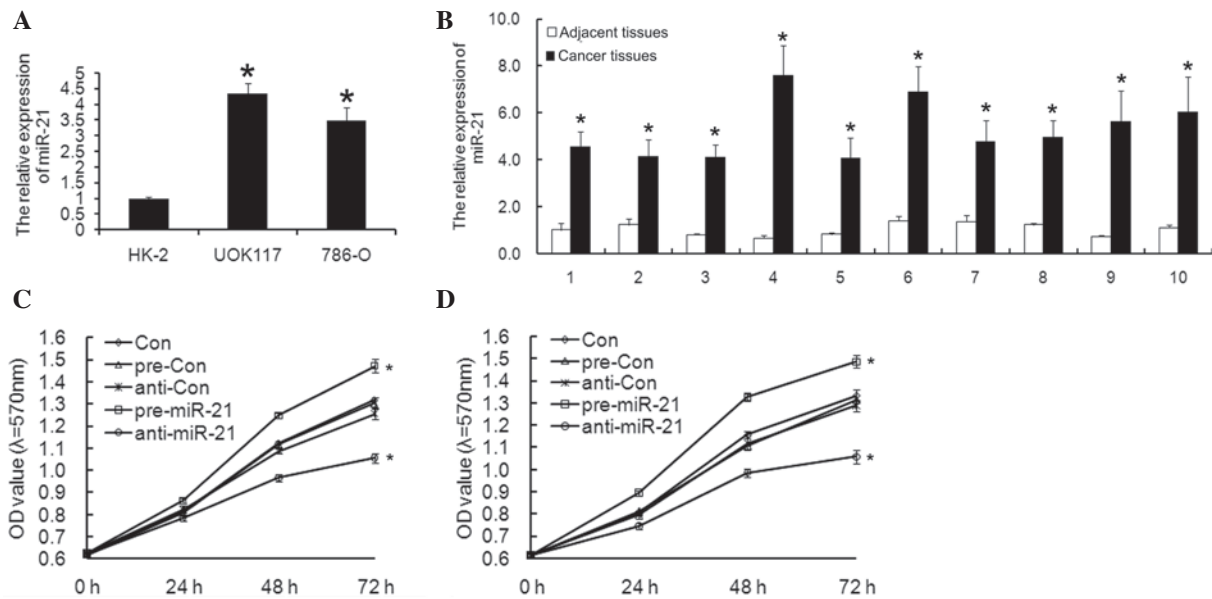 A
The relative expression
of miR-21
4.5
4.5
3.5
3
2.5
2
1.5
1
0.5
0
*
*
HK-2
UOK117
786-O
B
The relative expression of
miR-21
10.0
8.0
6.0
4.0
2.0
0.0
Adjacent tissues
Cancer tissues
*
*
*
*
*
*
*
*
*
*
1
2
3
4
5
6
7
8
9
10
C
OD value (λ=570nm)
1.6
1.5
1.4
1.3
1.2
1.1
1.0
0.9
0.8
0.7
0.6
Con
pre-Con
anti-Con
pre-miR-21
anti-miR-21
*
*
0 h
24 h
48 h
72 h
D
OD value (λ=570nm)
1.6
1.5
1.4
1.3
1.2
1.1
1.0
0.9
0.8
0.7
0.6
Con
pre-Con
anti-Con
pre-miR-21
anti-miR-21
*
*
0 h
24 h
48 h
72 h